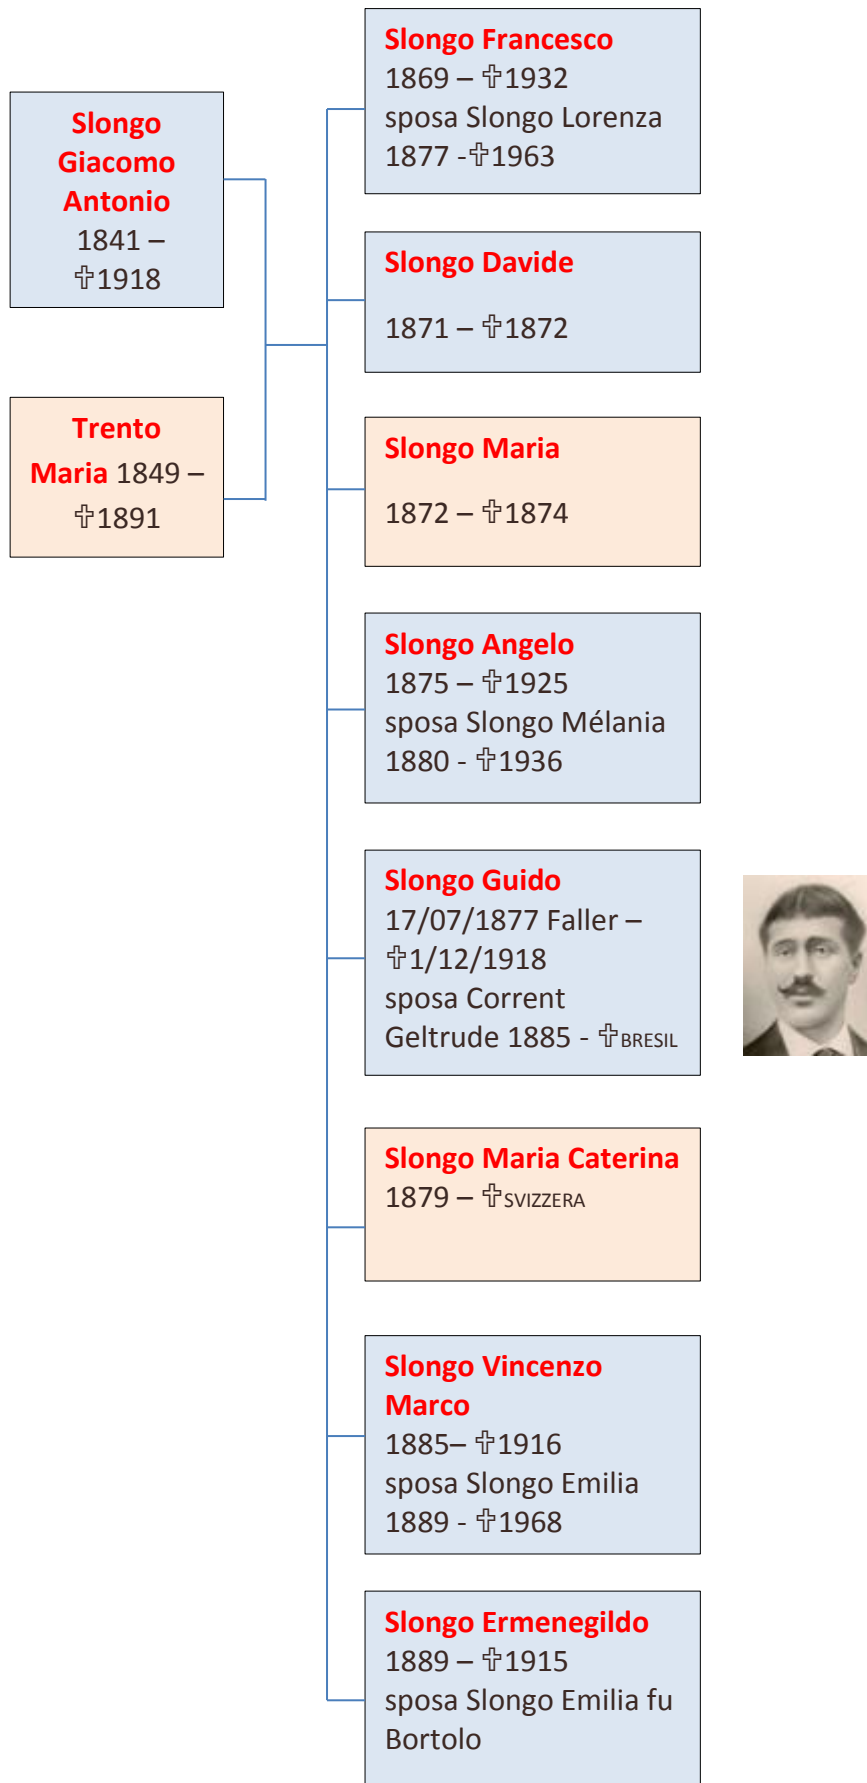 Slongo
Giacomo
Antonio
1841 –
✞1918
Trento
Maria 1849 –
✞1891
Slongo Francesco
1869 – ✞1932
sposa Slongo Lorenza
1877 -✞1963
Slongo Davide
1871 – ✞1872
Slongo Maria
1872 – ✞1874
Slongo Angelo
1875 – ✞1925
sposa Slongo Mélania
1880 - ✞1936
Slongo Guido
17/07/1877 Faller –
✞1/12/1918
sposa Corrent
Geltrude 1885 - ✞BRESIL
Slongo Maria Caterina
1879 – ✞SVIZZERA
Slongo Vincenzo
Marco
1885– ✞1916
sposa Slongo Emilia
1889 - ✞1968
Slongo Ermenegildo
1889 – ✞1915
sposa Slongo Emilia fu
Bortolo